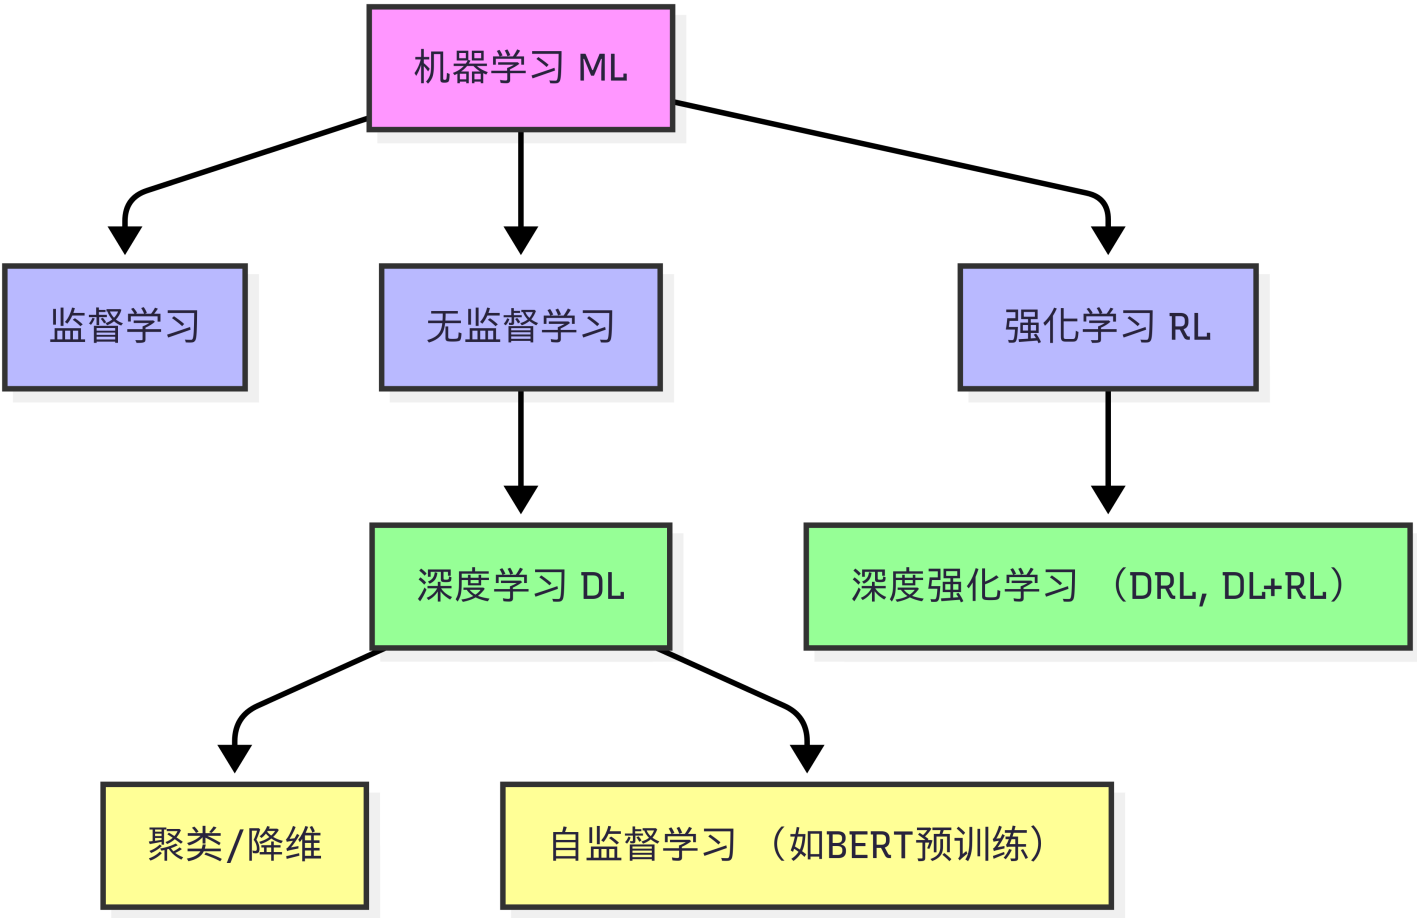 机器学习 ML
监督学习
无监督学习
强化学习 RL
深度学习 DL
深度强化学习 （DRL, DL+RL）
聚类/降维
自监督学习 （如BERT预训练）